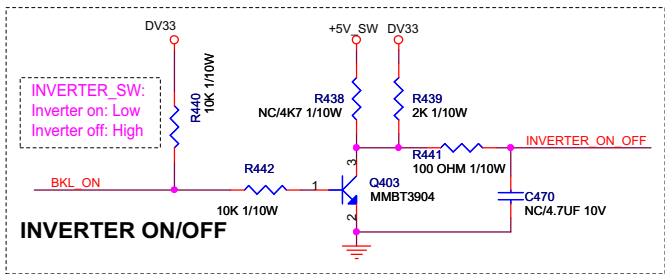 DV33
+5V_SW
DV33
INVERTER_SW:
Inverter on: Low
Inverter off: High
R440
10K 1/10W
R438
NC/4K7 1/10W
R439
2K 1/10W
R441
100 OHM 1/10W
INVERTER_ON_OFF
BKL_ON
R442
10K 1/10W
1
3
2
Q403
MMBT3904
C470
NC/4.7UF 10V
INVERTER ON/OFF